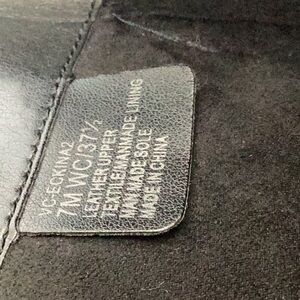 VC-ECKINA2
7M WC/37½
LEATHER UPPER
TEXTILE/MANMADE LINING
MAN MADE SOLE
MADE IN CHINA